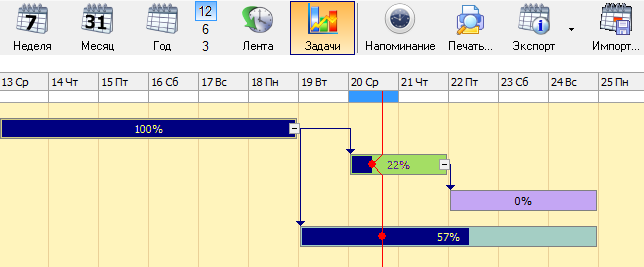 7 31 12
6
3
Неделя Месяц Год Лента Задачи Напоминание Печать... Экспорт Импорт...
13 Ср 14 Чт 15 Пт 16 Сб 17 Вс 18 Пн 19 Вт 20 Ср 21 Чт 22 Пт 23 Сб 24 Вс 25 Пн
100%
22%
0%
57%